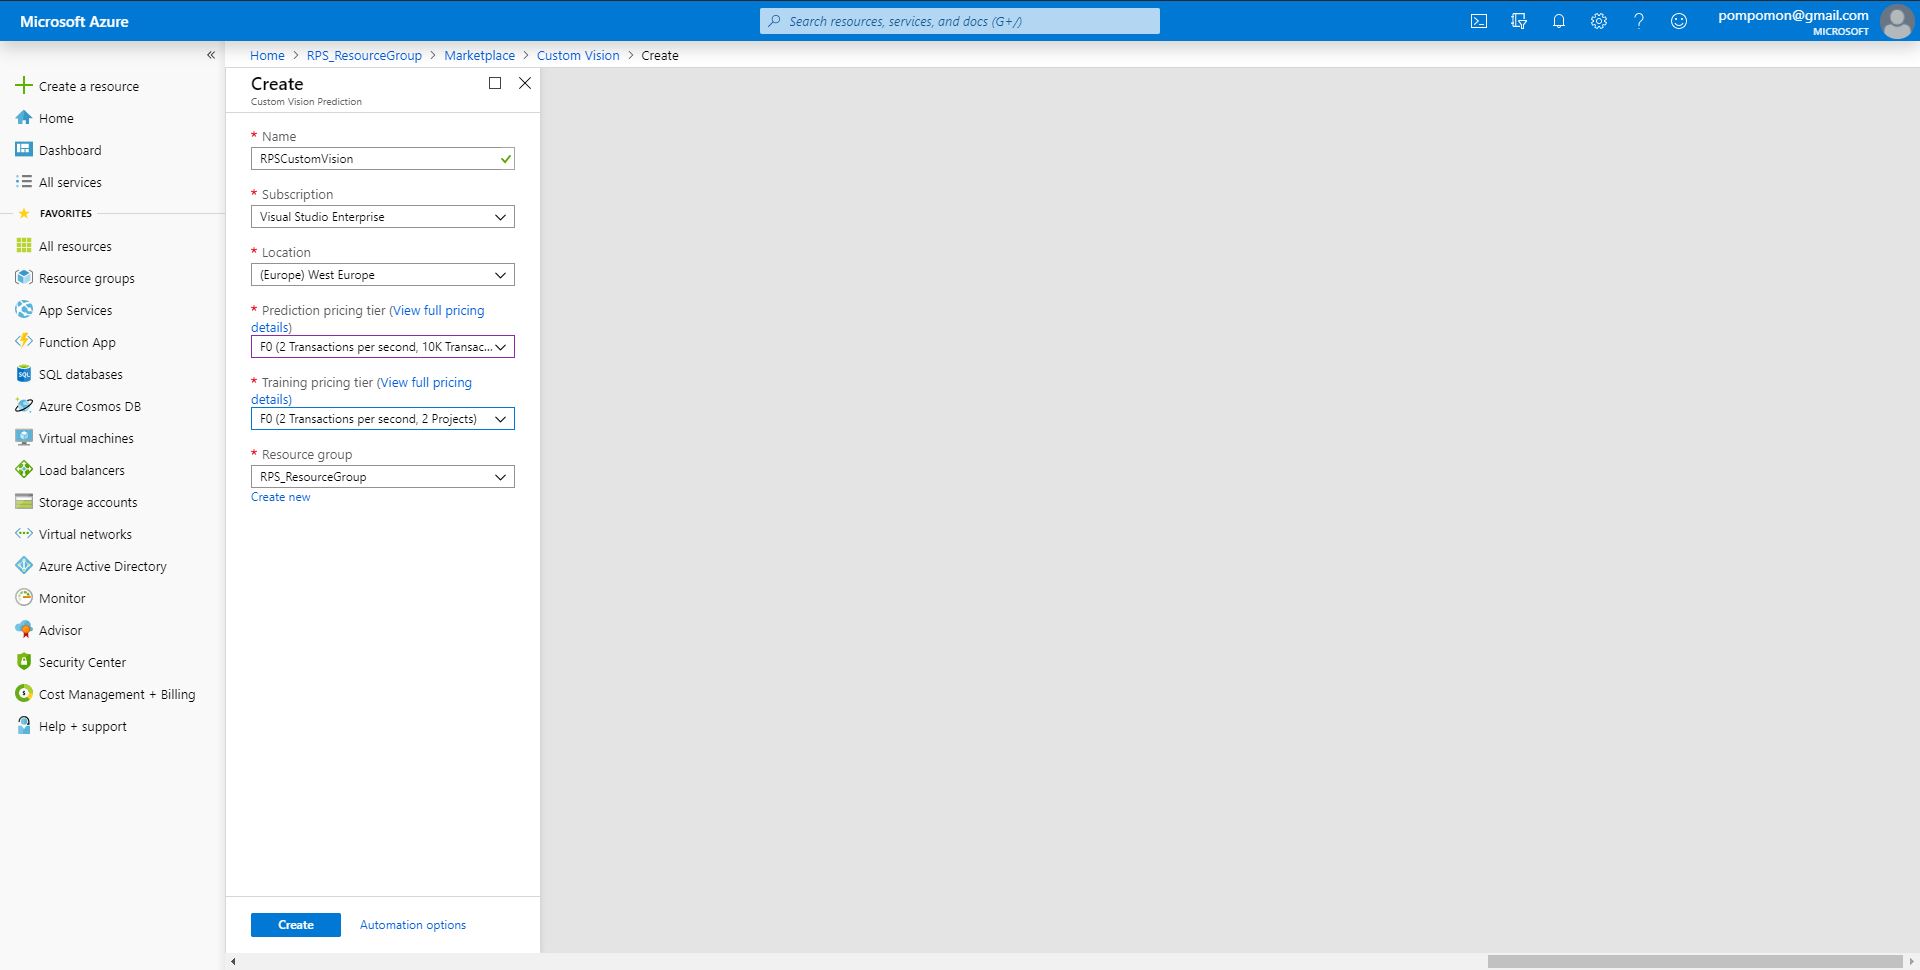 Microsoft Azure
Search resources, services, and docs (G+/)
pompomon@gmail.com
MICROSOFT
«
Create a resource
Home
Dashboard
All services
FAVORITES
All resources
Resource groups
App Services
Function App
SQL databases
Azure Cosmos DB
Virtual machines
Load balancers
Storage accounts
Virtual networks
Azure Active Directory
Monitor
Advisor
Security Center
Cost Management + Billing
Help + support
Home > RPS_ResourceGroup > Marketplace > Custom Vision > Create
Create
Custom Vision Prediction
* Name
RPSCustomVision
* Subscription
Visual Studio Enterprise
* Location
(Europe) West Europe
* Prediction pricing tier (View full pricing
details)
F0 (2 Transactions per second, 10K Transac...
* Training pricing tier (View full pricing
details)
F0 (2 Transactions per second, 2 Projects)
* Resource group
RPS_ResourceGroup
Create new
Create
Automation options